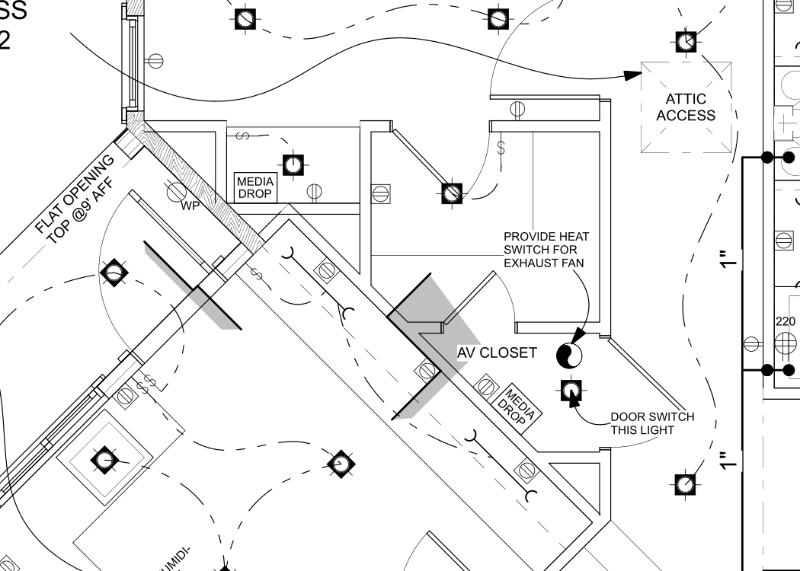 SS
2
ATTIC
ACCESS
MEDIA
DROP
S
S
FLAT OPENING
TOP @9' AFF
WP
PROVIDE HEAT
SWITCH FOR
EXHAUST FAN
1"
S
220
AV CLOSET
S
S
MEDIA
DROP
DOOR SWITCH
THIS LIGHT
1"
UMIDI-